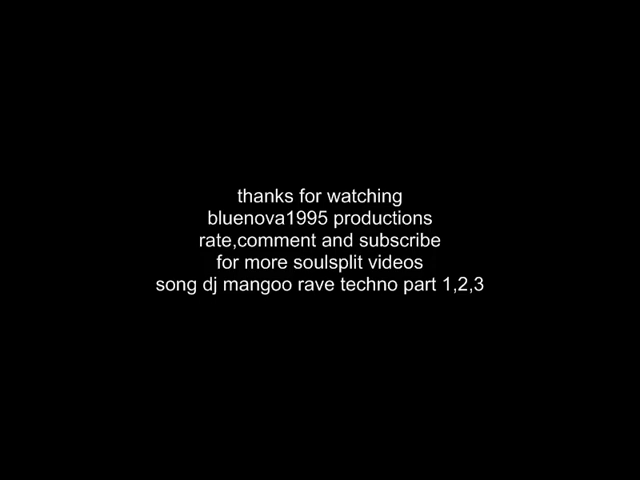 thanks for watching
bluenova1995 productions
rate,comment and subscribe
for more soulsplit videos
song dj mangoo rave techno part 1,2,3